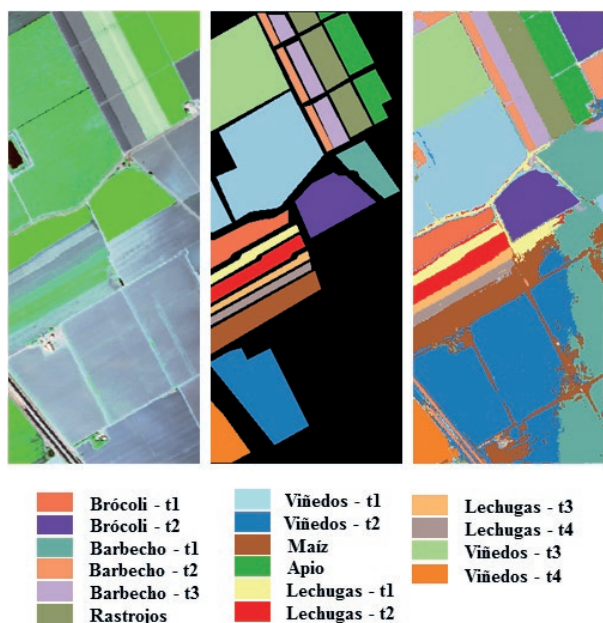 Brócoli - t1
Brócoli - t2
Barbecho - t1
Barbecho - t2
Barbecho - t3
Rastrojos
Viñedos - t1
Viñedos - t2
Maíz
Apio
Lechugas - t1
Lechugas - t2
Lechugas - t3
Lechugas - t4
Viñedos - t3
Viñedos - t4